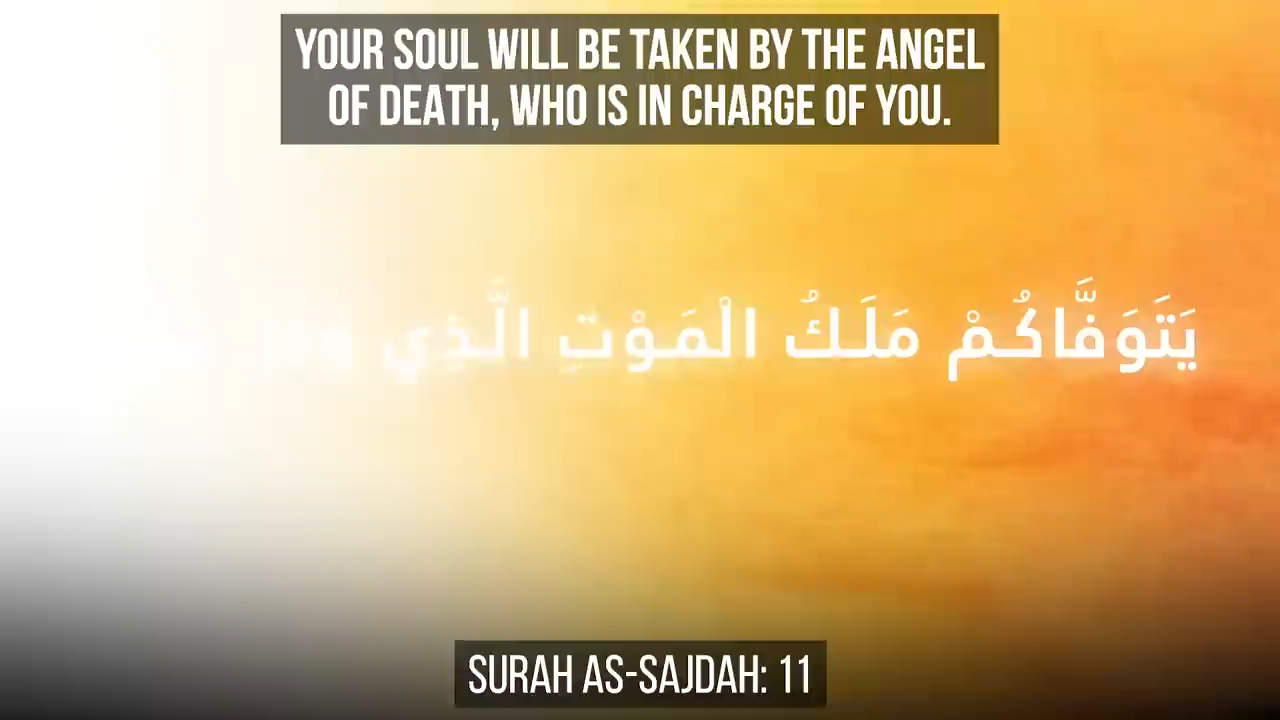 YOUR SOUL WILL BE TAKEN BY THE ANGEL
OF DEATH, WHO IS IN CHARGE OF YOU.
يَتَوَفَّاكُمْ مَلَكُ الْمَوْتِ الَّذِي
SURAH AS-SAJDAH: 11